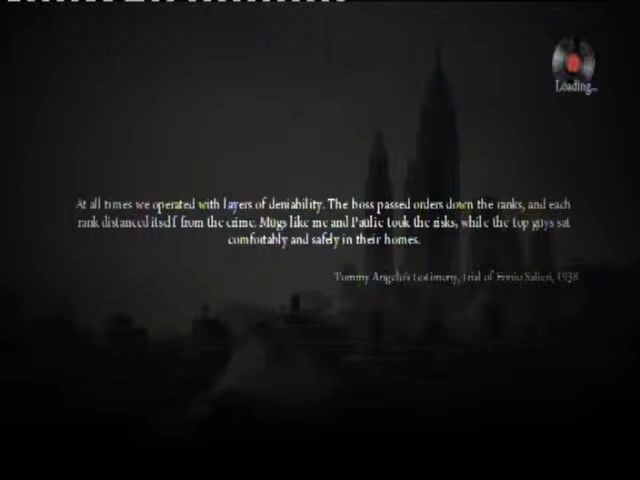 Loading...
At all times we operated with layers of deniability. The boss passed orders down the ranks, and each
rank distanced itself from the crime. Mugs like me and Paulie took the risks, while the top guys sat
comfortably and safely in their homes.
Tommy Angelo's testimony, trial of Ennio Salieri, 1938